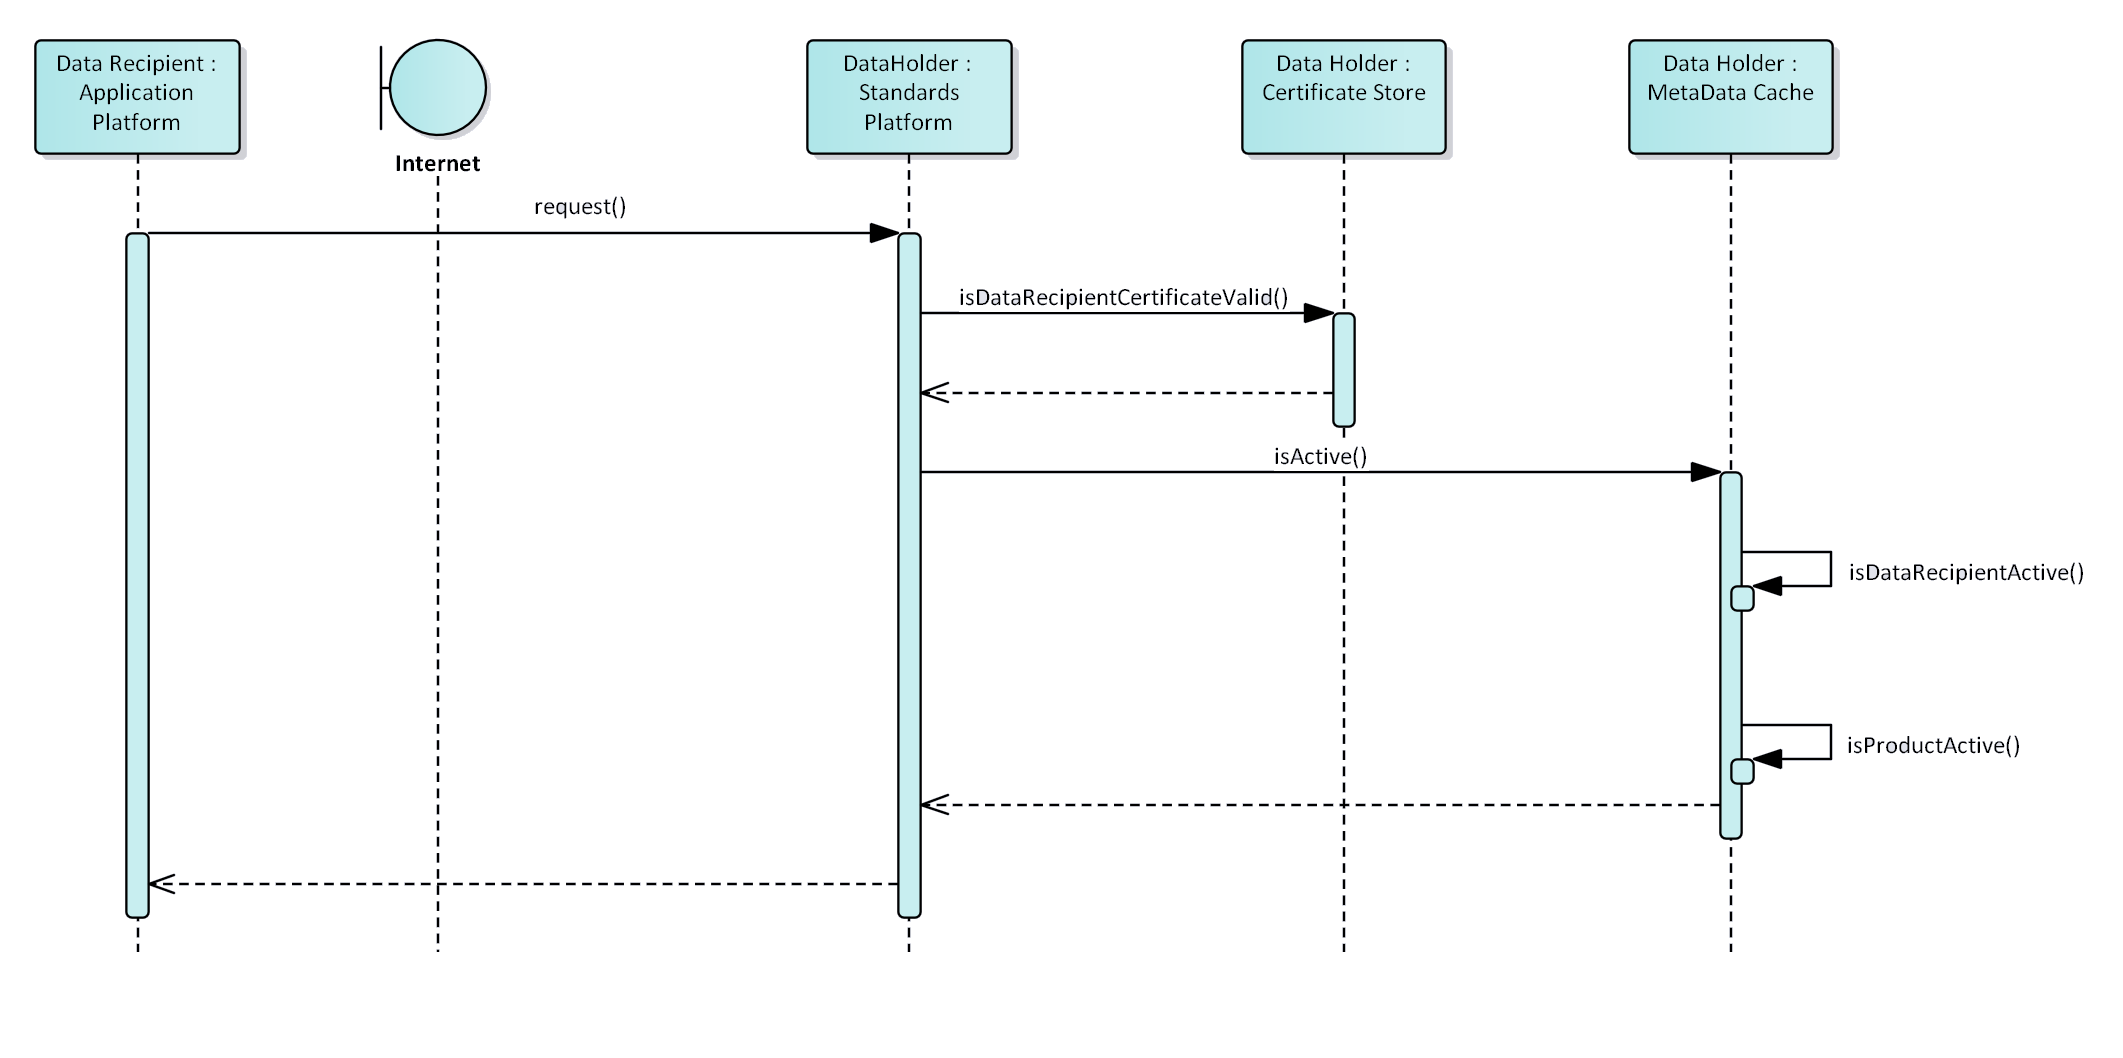 Data Recipient :
Application
Platform
Internet
DataHolder :
Standards
Platform
Data Holder :
Certificate Store
Data Holder :
MetaData Cache
request()
isDataRecipientCertificateValid()
isActive()
isDataRecipientActive()
isProductActive()